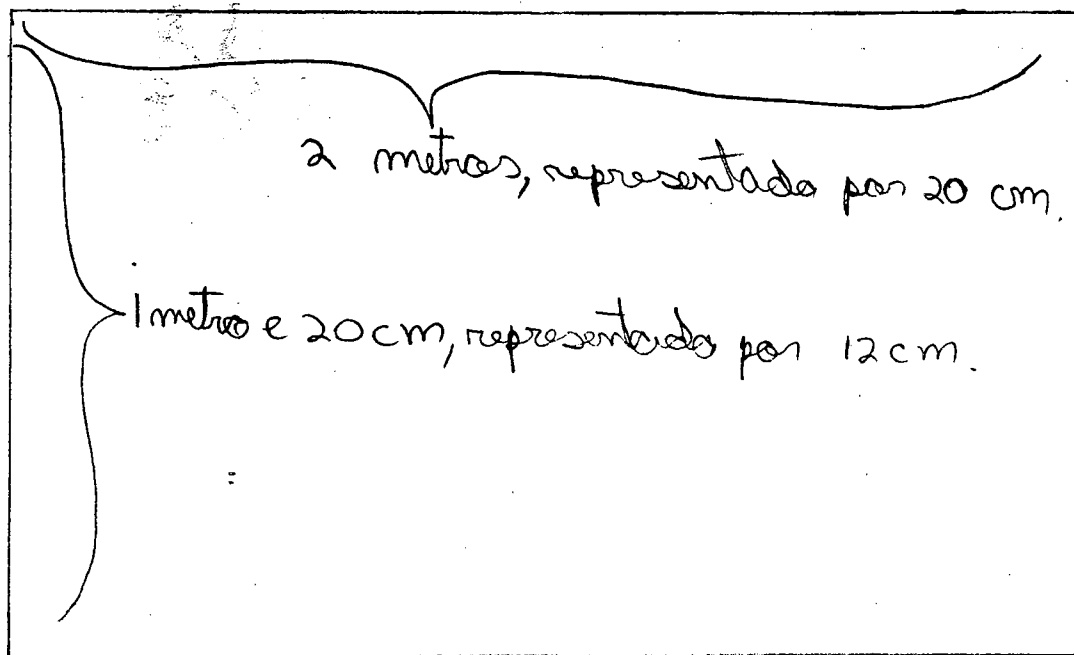 2 metros, representado por 20 cm.
1 metro e 20 cm, representado por 12 cm.